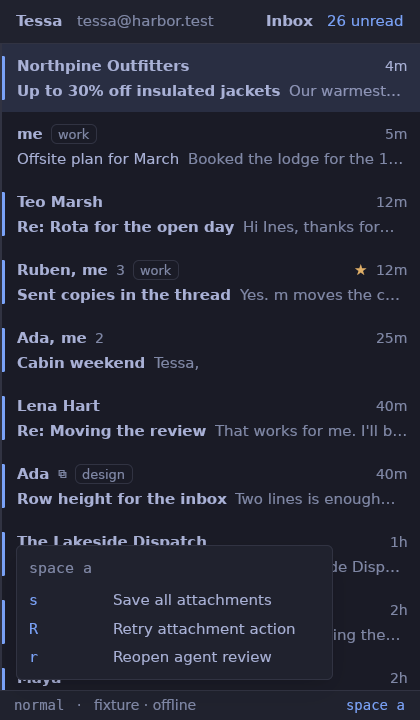 Tessa tessa@harbor.test Inbox 26 unread
Northpine Outfitters 4m
Up to 30% off insulated jackets Our warmest…
me work 5m
Offsite plan for March Booked the lodge for the 1…
Teo Marsh 12m
Re: Rota for the open day Hi Ines, thanks for…
Ruben, me 3 work ★ 12m
Sent copies in the thread Yes. m moves the c…
Ada, me 2 25m
Cabin weekend Tessa,
Lena Hart 40m
Re: Moving the review That works for me. I'll b…
Ada design 40m
Row height for the inbox Two lines is enough…
The Lakeside Dispatch 1h
de Disp…
2h
ing the…
Maya 2h
space a
s Save all attachments
R Retry attachment action
r Reopen agent review
normal · fixture · offline space a